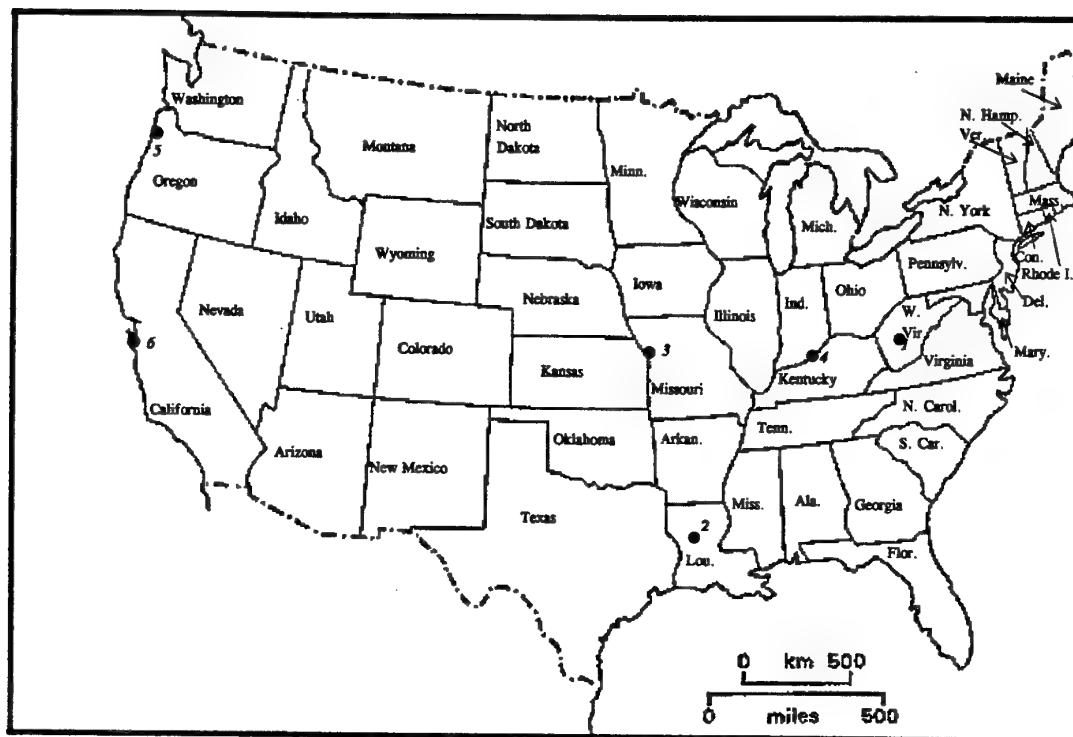 Maine
N. Hamp.
Ver.
Washington
North
Dakota
Montana
Minn.
5
Oregon
Wisconsin
Mass.
Idaho
South Dakota
N. York
Mich.
Wyoming
Con.
Pennsylv.
Rhode I.
Iowa
Ohio
Nebraska
Ind.
Del.
Nevada
Utah
Illinois
W.
Vir
6
Colorado
3
4
Mary.
Kansas
Virginia
Kentucky
Missouri
California
N. Carol.
Tenn.
Oklahoma
Arkan.
S. Car.
Arizona
New Mexico
Miss.
Ala.
Georgia
Texas
2
Flor.
Lou.
0 km 500
0 miles 500